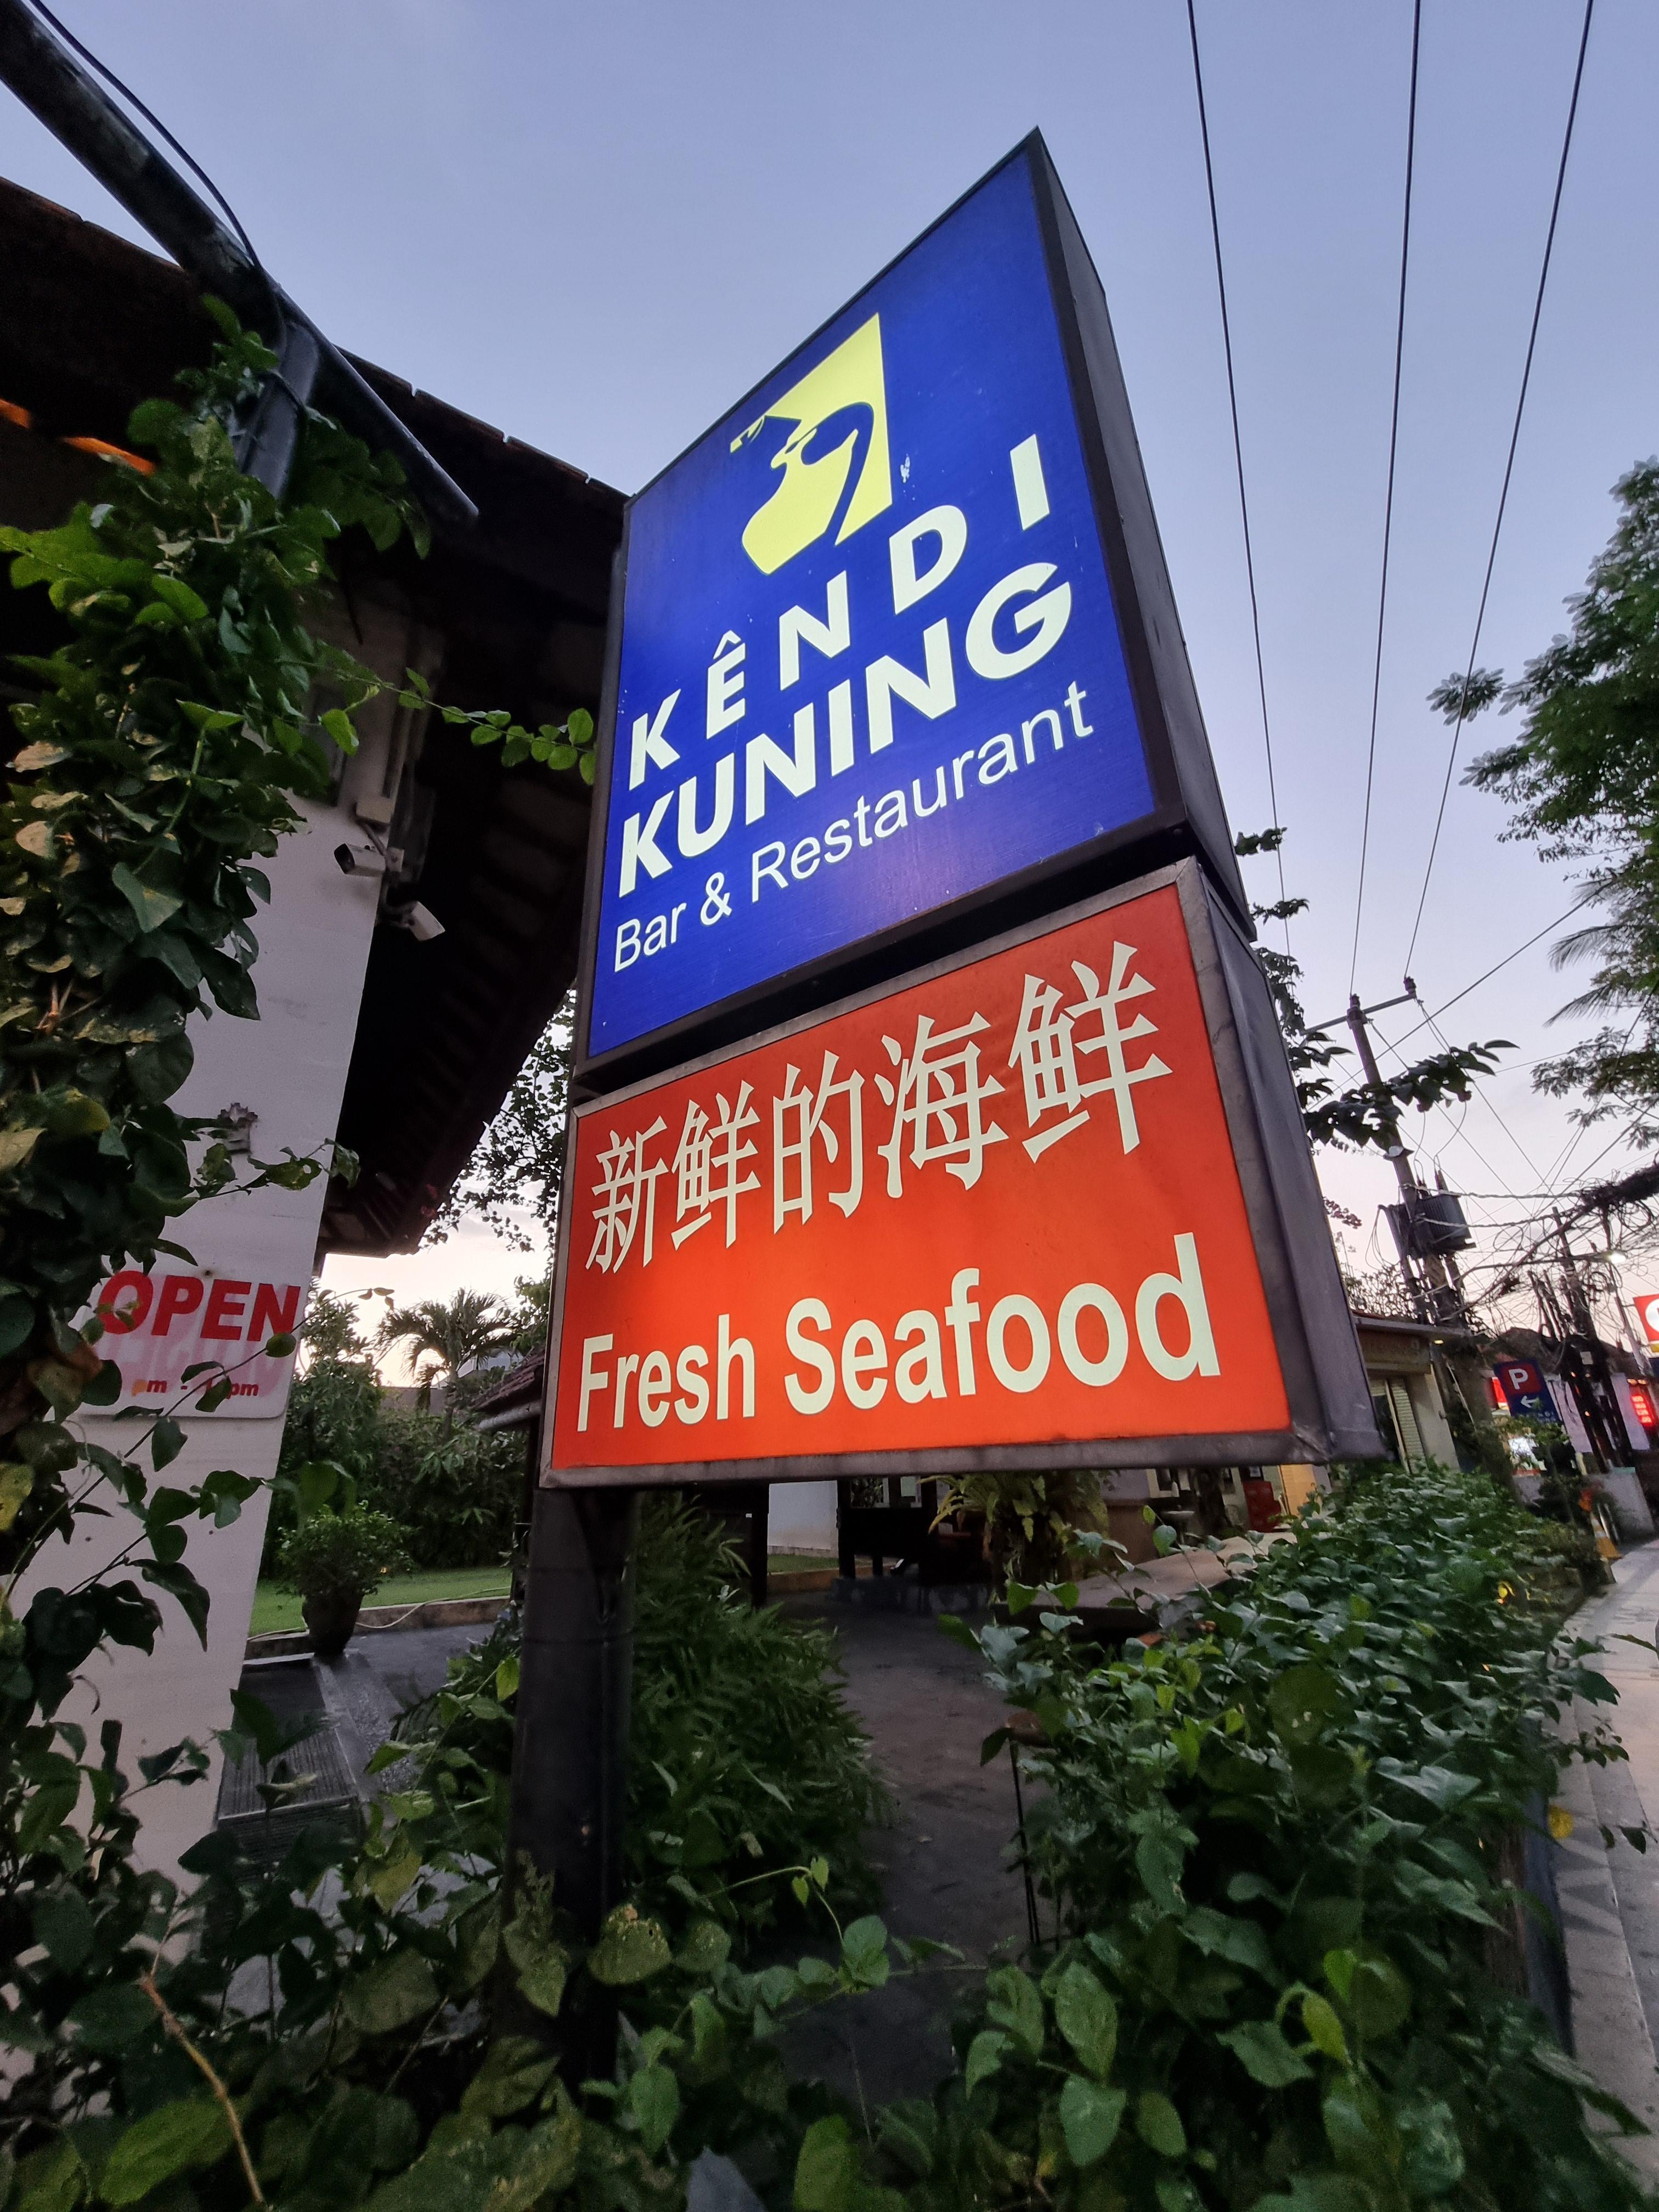 KÊNDI
KUNING
Bar & Restaurant
新鲜的海鲜
Fresh Seafood
OPEN
P